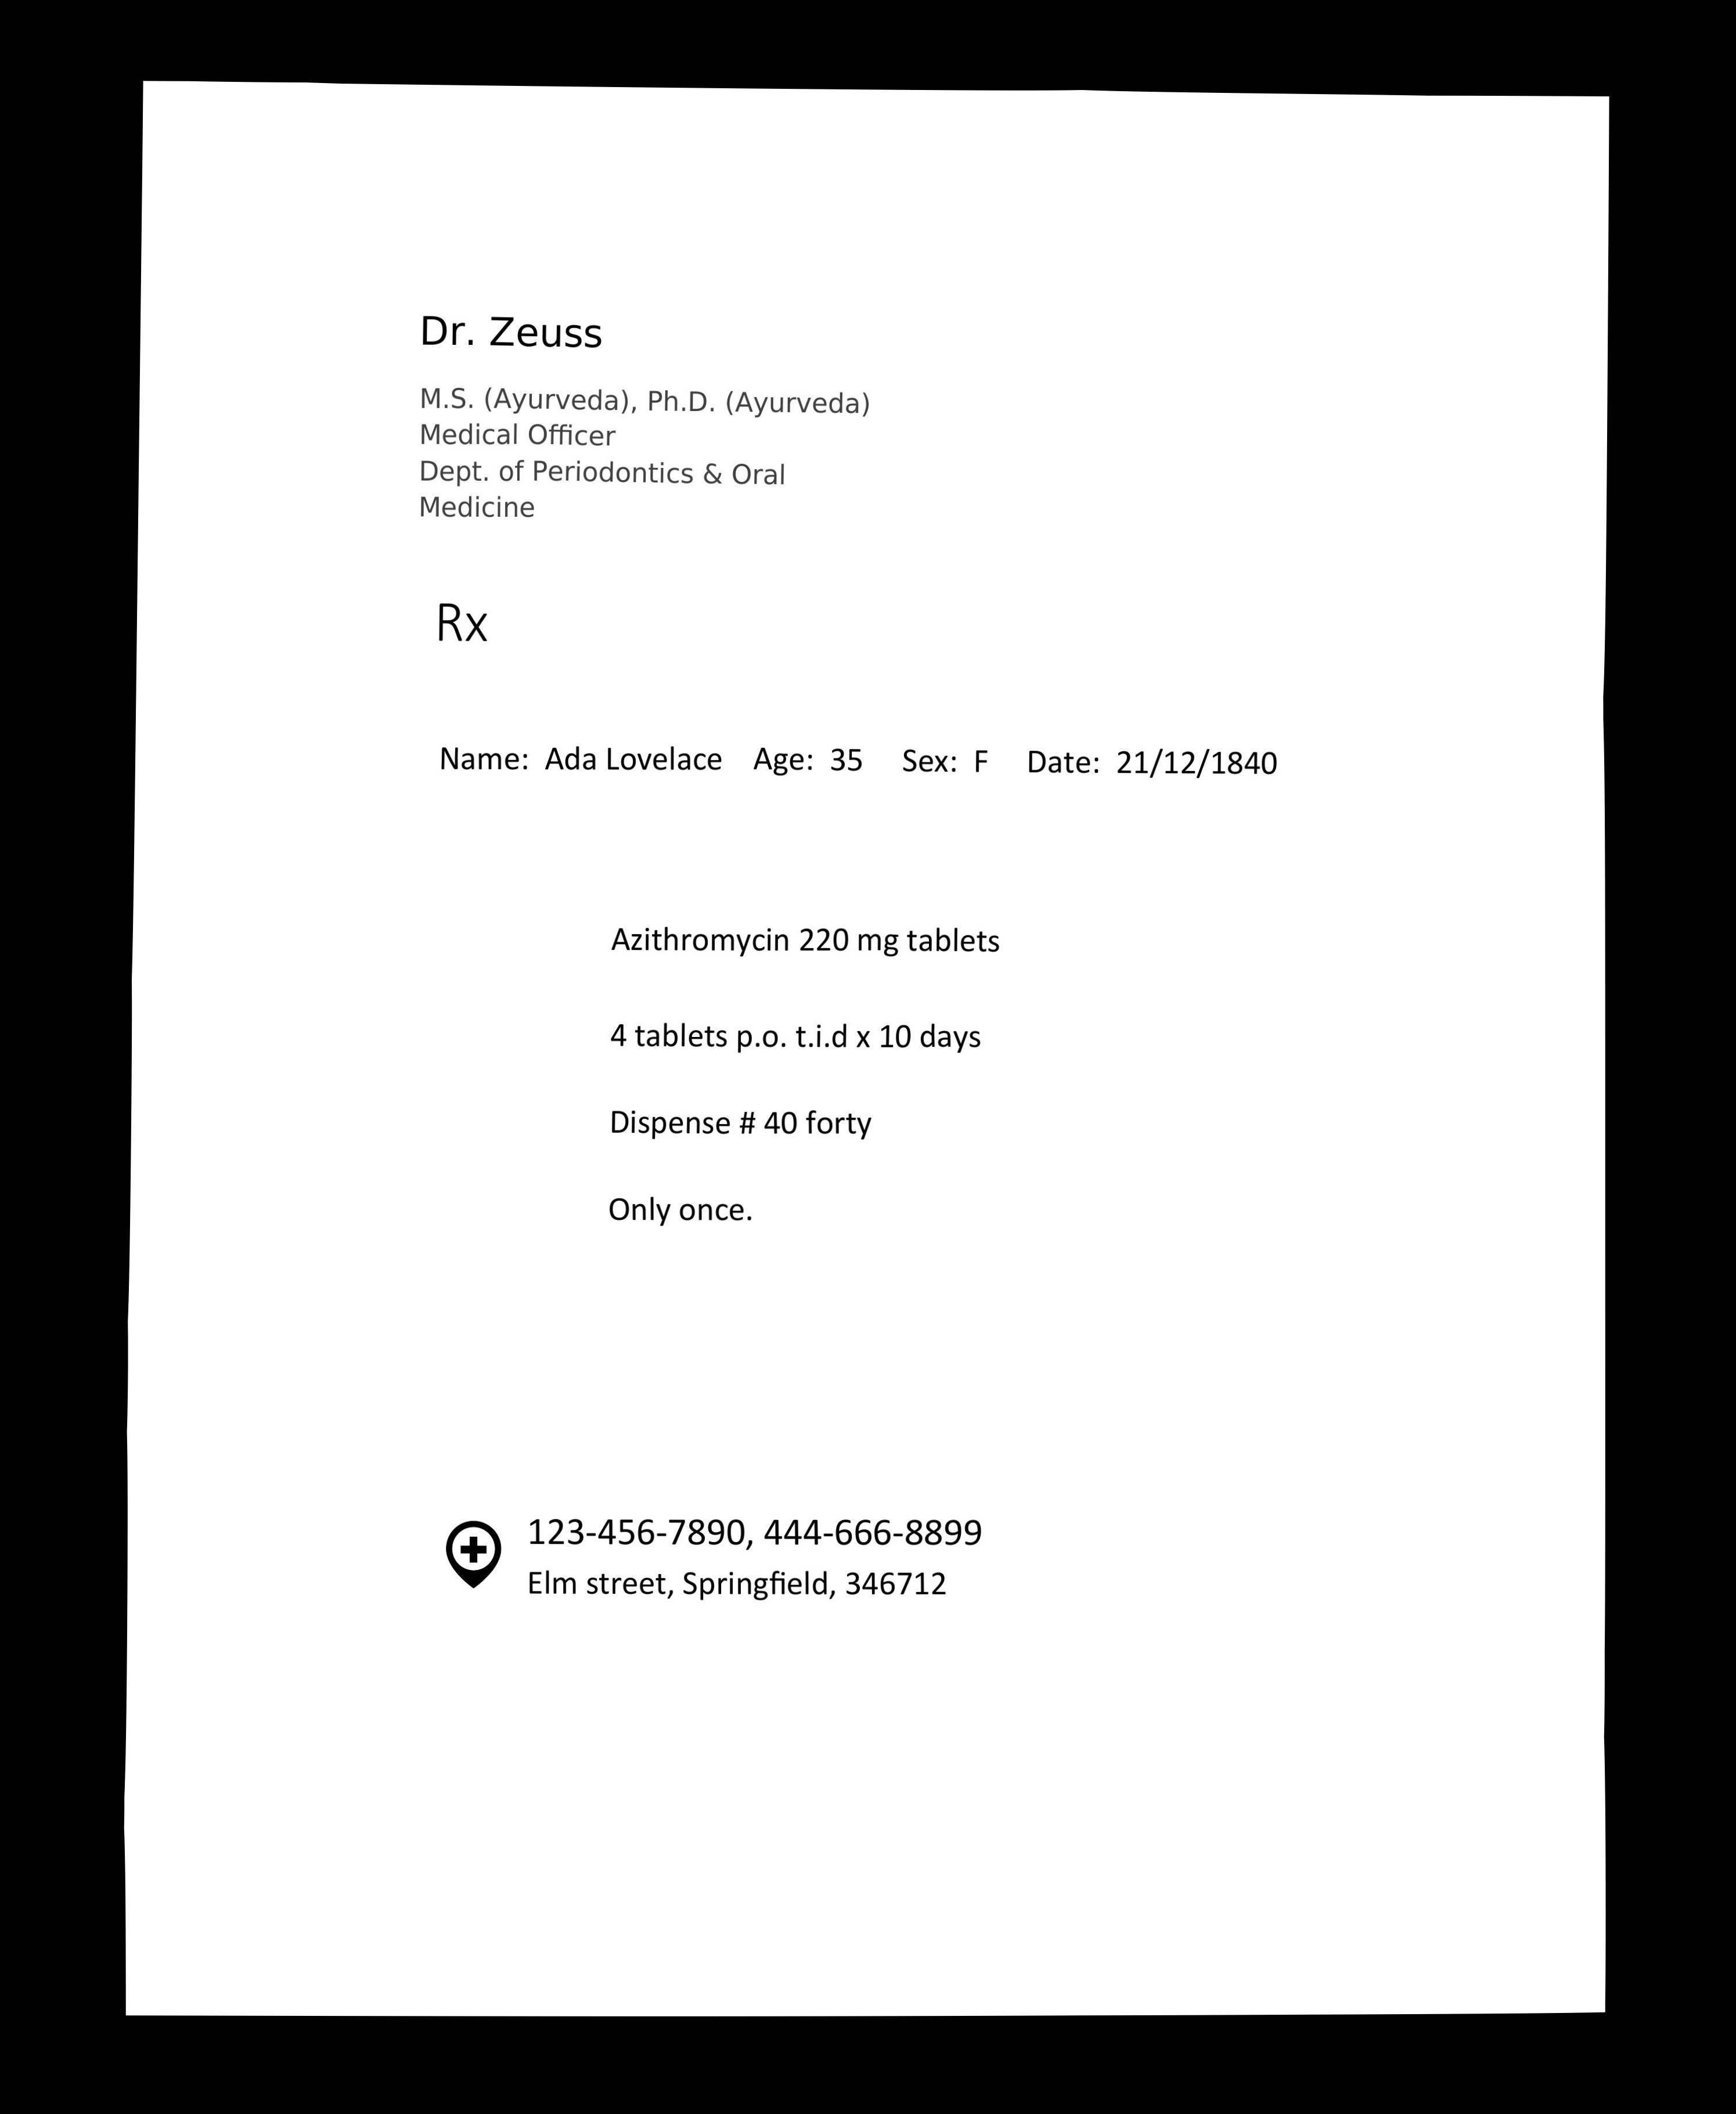 Dr. Zeuss
M.S. (Ayurveda), Ph.D. (Ayurveda)
Medical Officer
Dept. of Periodontics & Oral
Medicine
Rx
Name: Ada Lovelace Age: 35 Sex: F Date: 21/12/1840
Azithromycin 220 mg tablets
4 tablets p.o. t.i.d x 10 days
Dispense # 40 forty
Only once.
123-456-7890, 444-666-8899
Elm street, Springfield, 346712